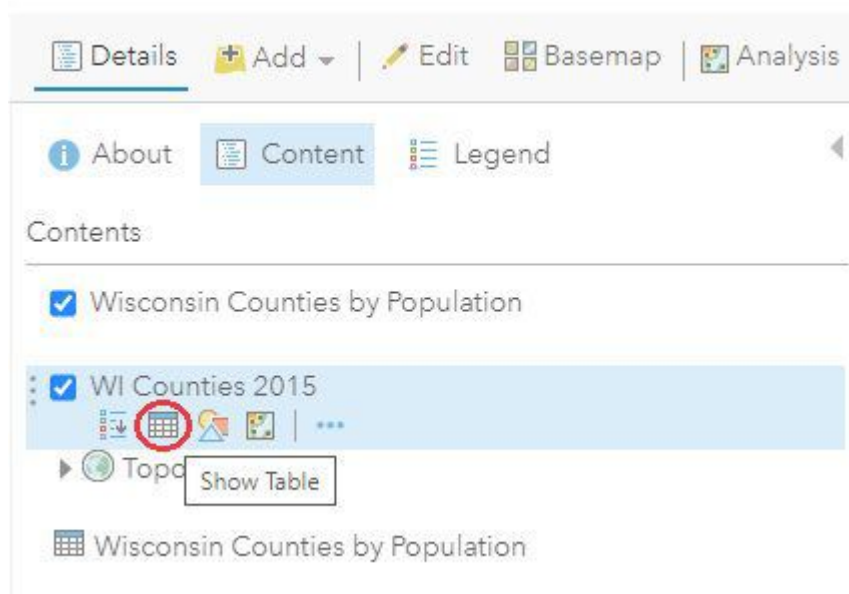 Details Add Edit Basemap Analysis
About Content Legend
Contents
Wisconsin Counties by Population
WI Counties 2015
Show Table
Wisconsin Counties by Population